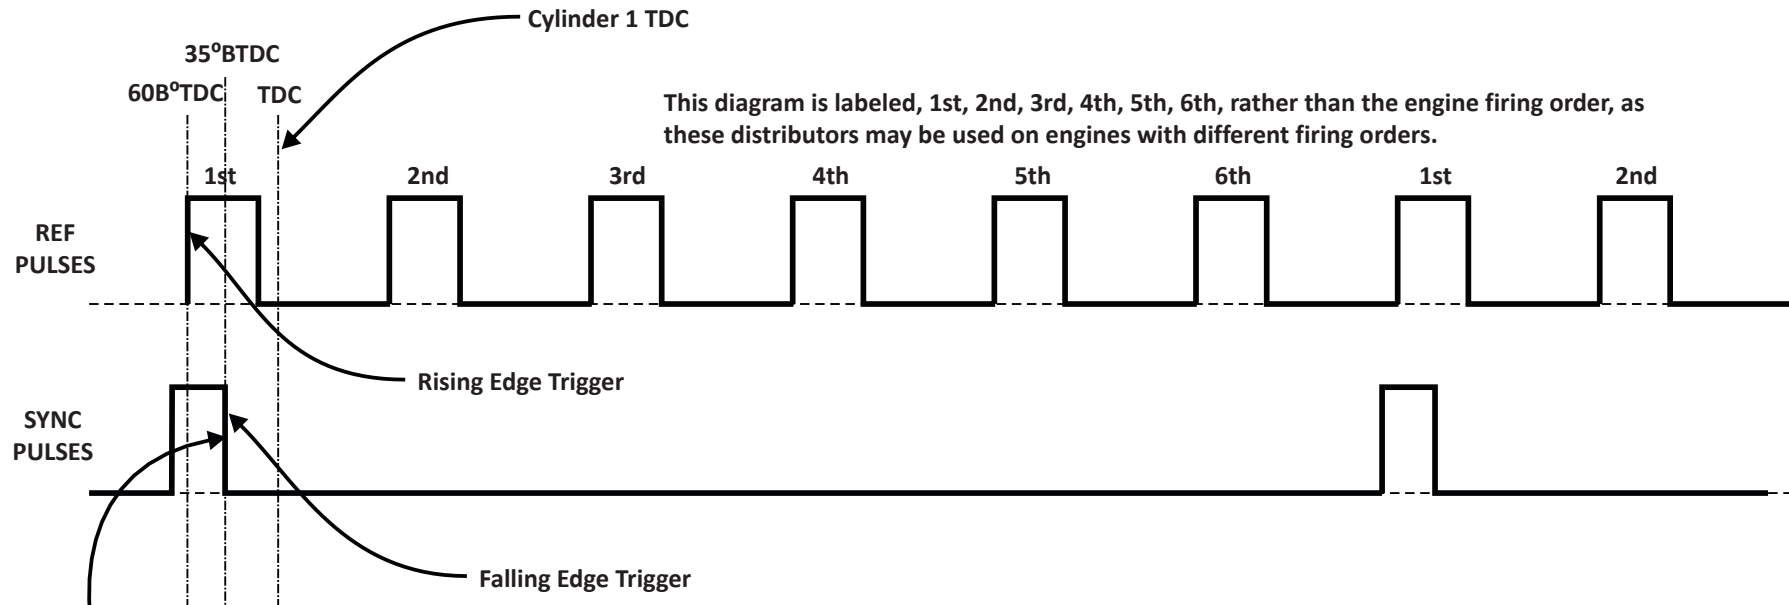 Cylinder 1 TDC
35⁰BTDC
60B⁰TDC
TDC
This diagram is labeled, 1st, 2nd, 3rd, 4th, 5th, 6th, rather than the engine firing order, as
these distributors may be used on engines with different firing orders.
1st 2nd 3rd 4th 5th 6th 1st 2nd
REF
PULSES
Rising Edge Trigger
SYNC
PULSES
Falling Edge Trigger